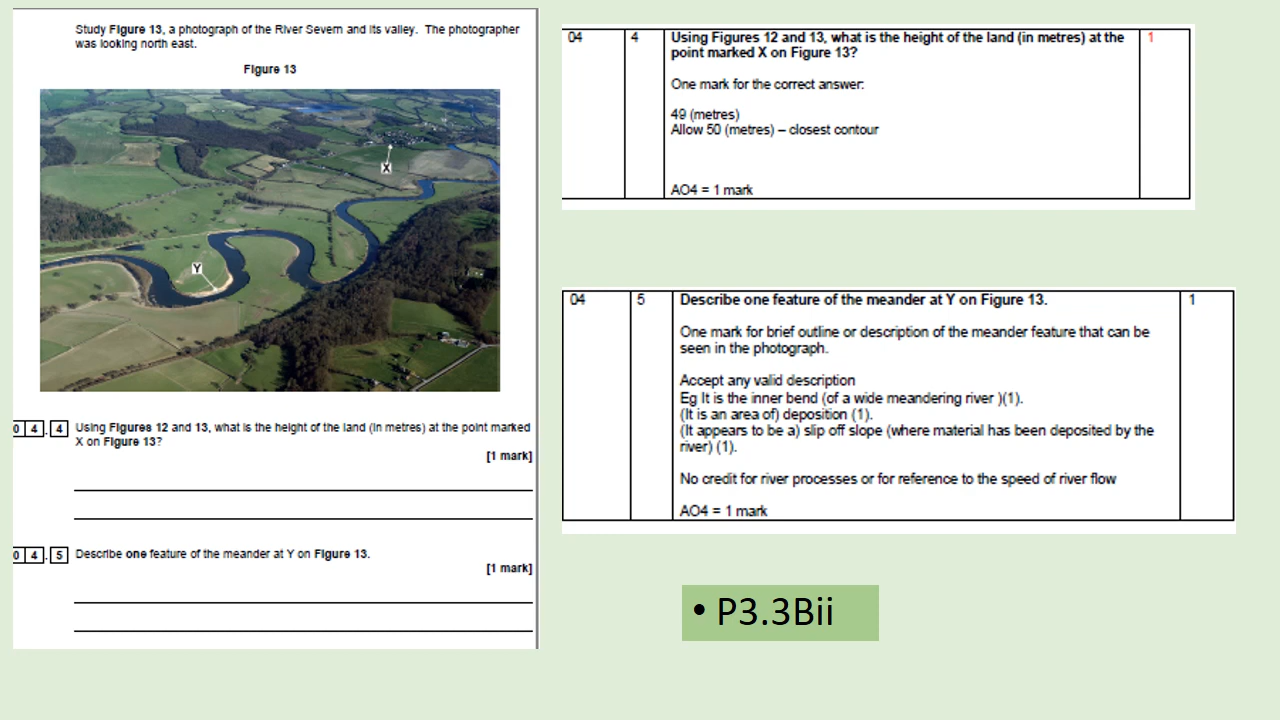 Study Figure 13, a photograph of the River Severn and its valley. The photographer
was looking north east.
Figure 13
X
Y
0 4 . 4 Using Figures 12 and 13, what is the height of the land (in metres) at the point marked
X on Figure 13?
[1 mark]
0 4 . 5 Describe one feature of the meander at Y on Figure 13.
[1 mark]
04 4 Using Figures 12 and 13, what is the height of the land (in metres) at the 1
point marked X on Figure 13?
One mark for the correct answer:
49 (metres)
Allow 50 (metres) – closest contour
AO4 = 1 mark
04 5 Describe one feature of the meander at Y on Figure 13. 1
One mark for brief outline or description of the meander feature that can be
seen in the photograph.
Accept any valid description
Eg It is the inner bend (of a wide meandering river )(1).
(It is an area of) deposition (1).
(It appears to be a) slip off slope (where material has been deposited by the
river) (1).
No credit for river processes or for reference to the speed of river flow
AO4 = 1 mark
• P3.3Bii